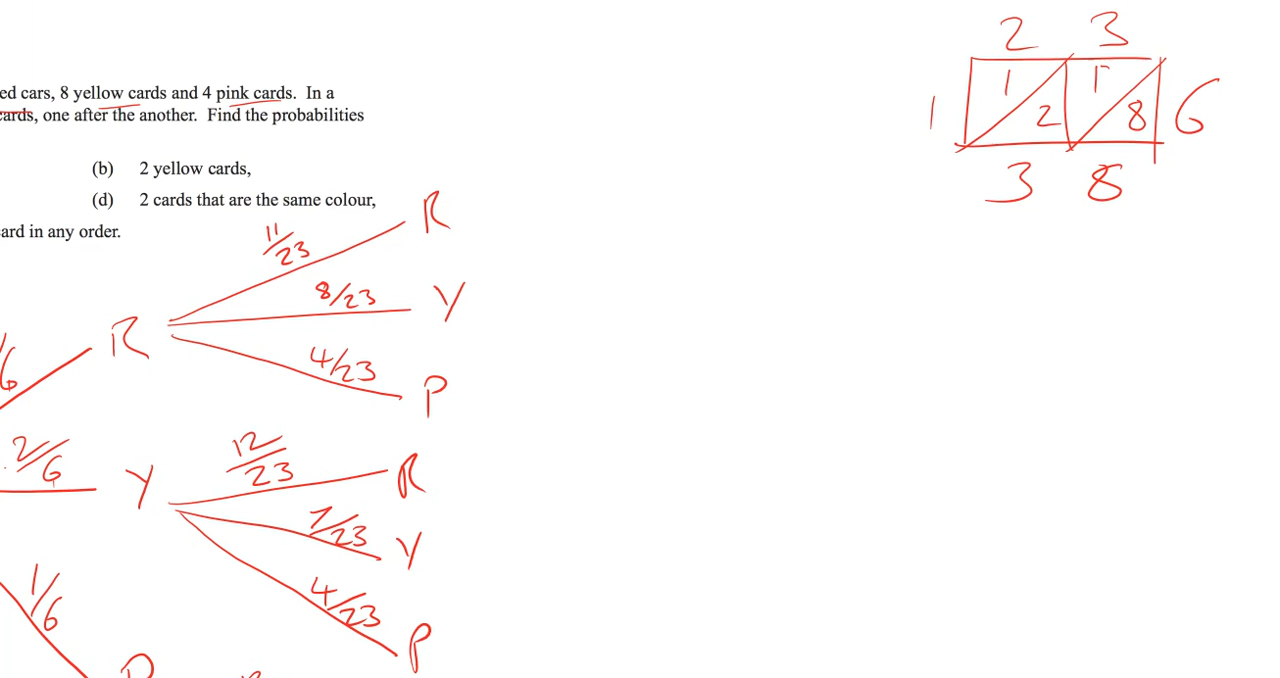 ed cars, 8 yellow cards and 4 pink cards. In a
cards, one after the another. Find the probabilities
(b) 2 yellow cards,
(d) 2 cards that are the same colour,
ard in any order.
2 3
1 1 2 1 8 6
3 8
11/23 R
8/23 Y
R
4/23 P
2/6 Y
12/23 R
7/23 Y
1/6
4/23 P